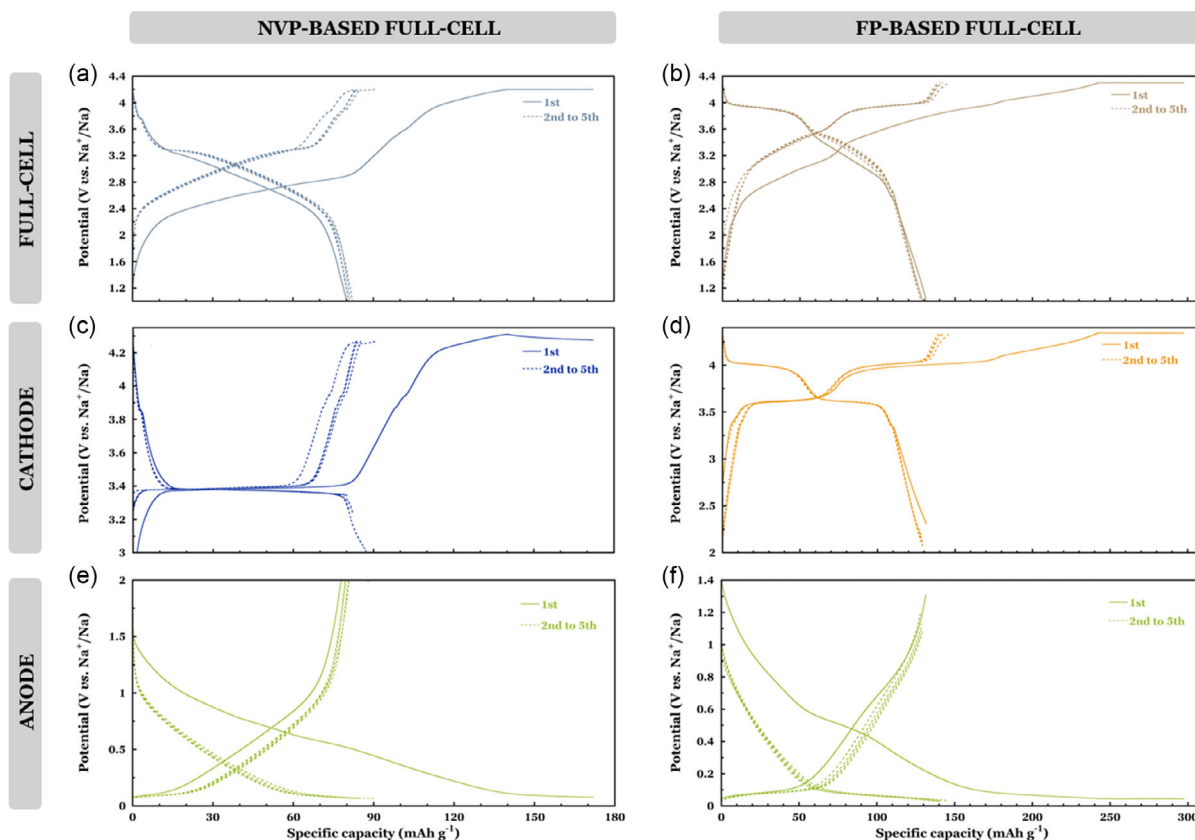 NVP-BASED FULL-CELL
FP-BASED FULL-CELL
FULL-CELL
(a)
4.4
4
3.6
3.2
2.8
2.4
2
1.6
1.2
Potential (V vs. Na⁺/Na)
1st
2nd to 5th
(b)
4.4
4
3.6
3.2
2.8
2.4
2
1.6
1.2
Potential (V vs. Na⁺/Na)
1st
2nd to 5th
CATHODE
(c)
4.2
4
3.8
3.6
3.4
3.2
3
Potential (V vs. Na⁺/Na)
1st
2nd to 5th
(d)
4
3.5
3
2.5
2
Potential (V vs. Na⁺/Na)
1st
2nd to 5th
ANODE
(e)
2
1.5
1
0.5
0
Potential (V vs. Na⁺/Na)
1st
2nd to 5th
0 30 60 90 120 150 180
Specific capacity (mAh g⁻¹)
(f)
1.4
1.2
1
0.8
0.6
0.4
0.2
0
Potential (V vs. Na⁺/Na)
1st
2nd to 5th
0 50 100 150 200 250 300
Specific capacity (mAh g⁻¹)